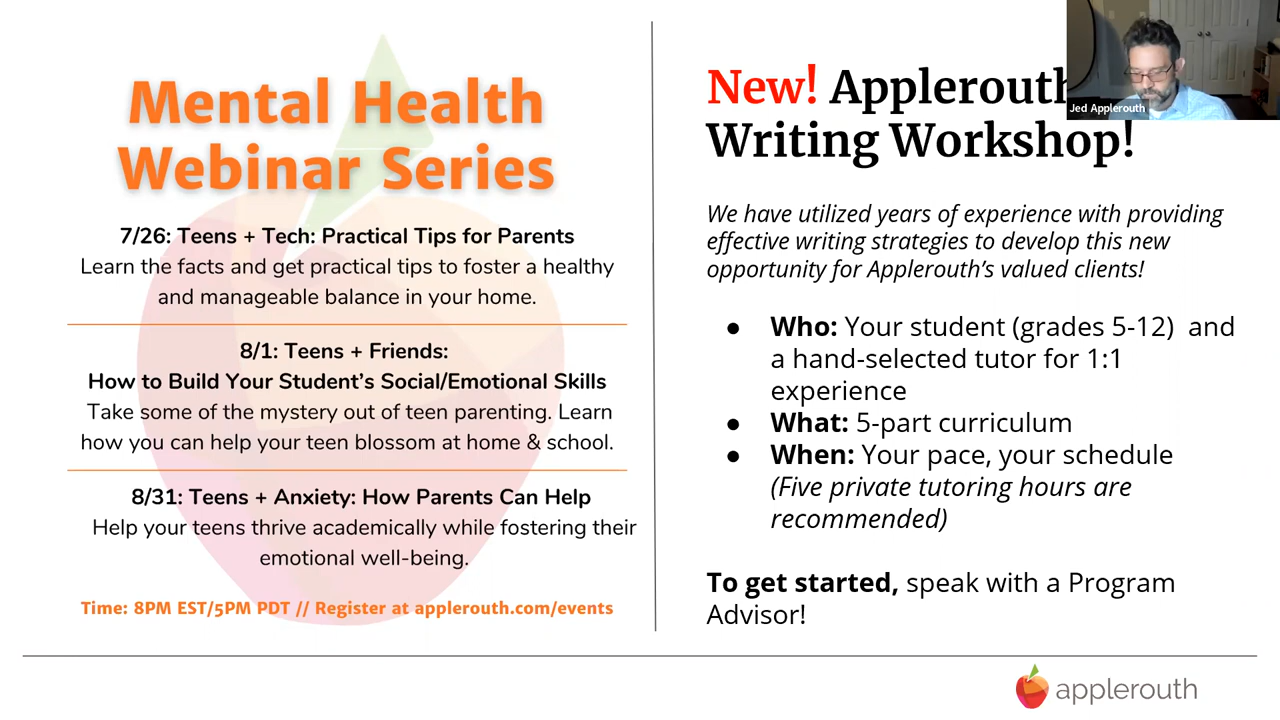 Mental Health
Webinar Series
7/26: Teens + Tech: Practical Tips for Parents
Learn the facts and get practical tips to foster a healthy
and manageable balance in your home.
8/1: Teens + Friends:
How to Build Your Student’s Social/Emotional Skills
Take some of the mystery out of teen parenting. Learn
how you can help your teen blossom at home & school.
8/31: Teens + Anxiety: How Parents Can Help
Help your teens thrive academically while fostering their
emotional well-being.
Time: 8PM EST/5PM PDT // Register at applerouth.com/events
New! Applerouth
Writing Workshop!
We have utilized years of experience with providing
effective writing strategies to develop this new
opportunity for Applerouth’s valued clients!
● Who: Your student (grades 5-12) and
a hand-selected tutor for 1:1
experience
● What: 5-part curriculum
● When: Your pace, your schedule
(Five private tutoring hours are
recommended)
To get started, speak with a Program
Advisor!
Jed Applerouth
applerouth